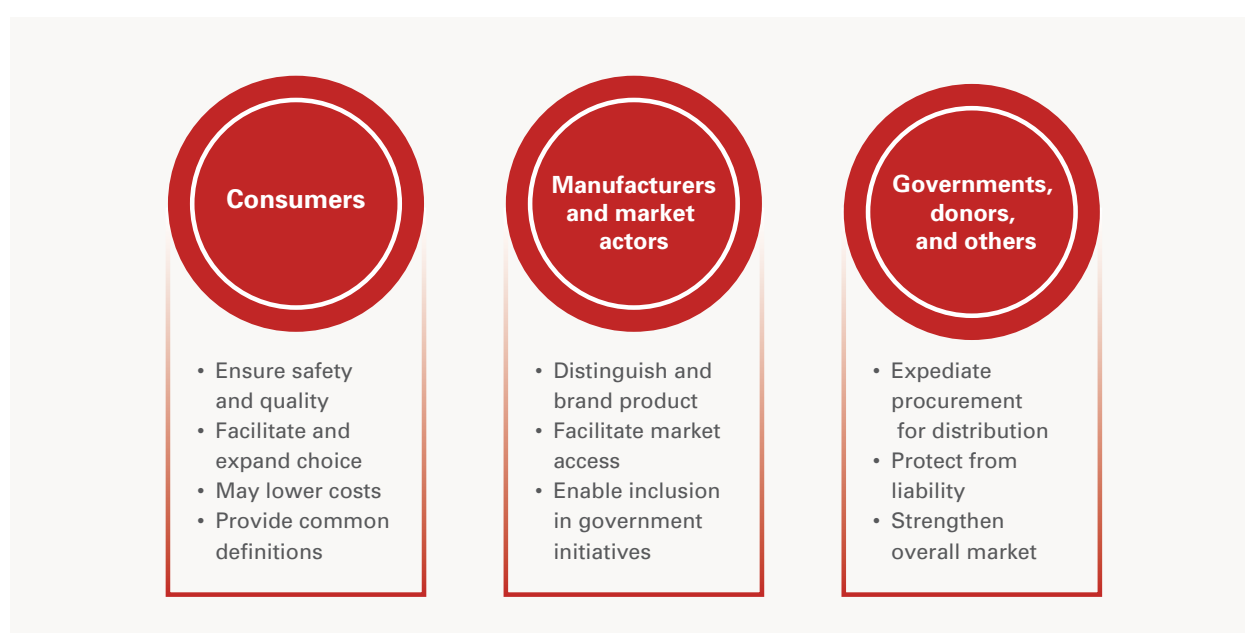 Consumers
• Ensure safety
and quality
• Facilitate and
expand choice
• May lower costs
• Provide common
definitions
Manufacturers
and market
actors
• Distinguish and
brand product
• Facilitate market
access
• Enable inclusion
in government
initiatives
Governments,
donors,
and others
• Expediate
procurement
for distribution
• Protect from
liability
• Strengthen
overall market